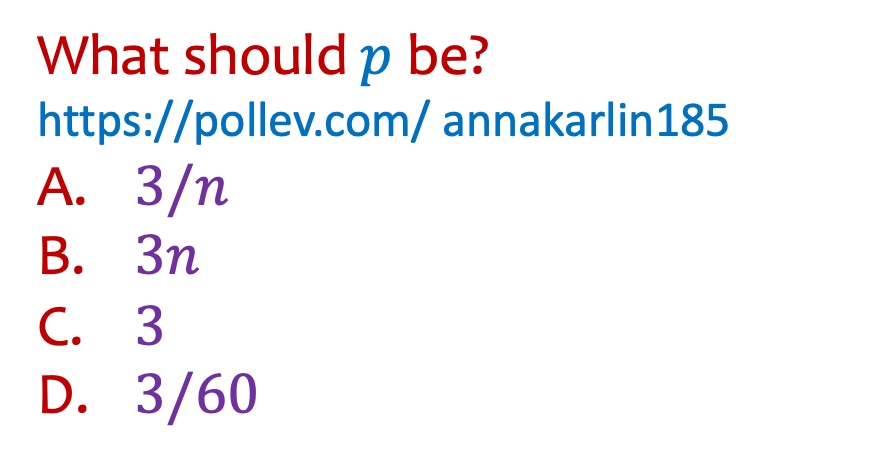 What should 𝑝 be?
https://pollev.com/ annakarlin185
A. 3/𝑛
B. 3𝑛
C. 3
D. 3/60